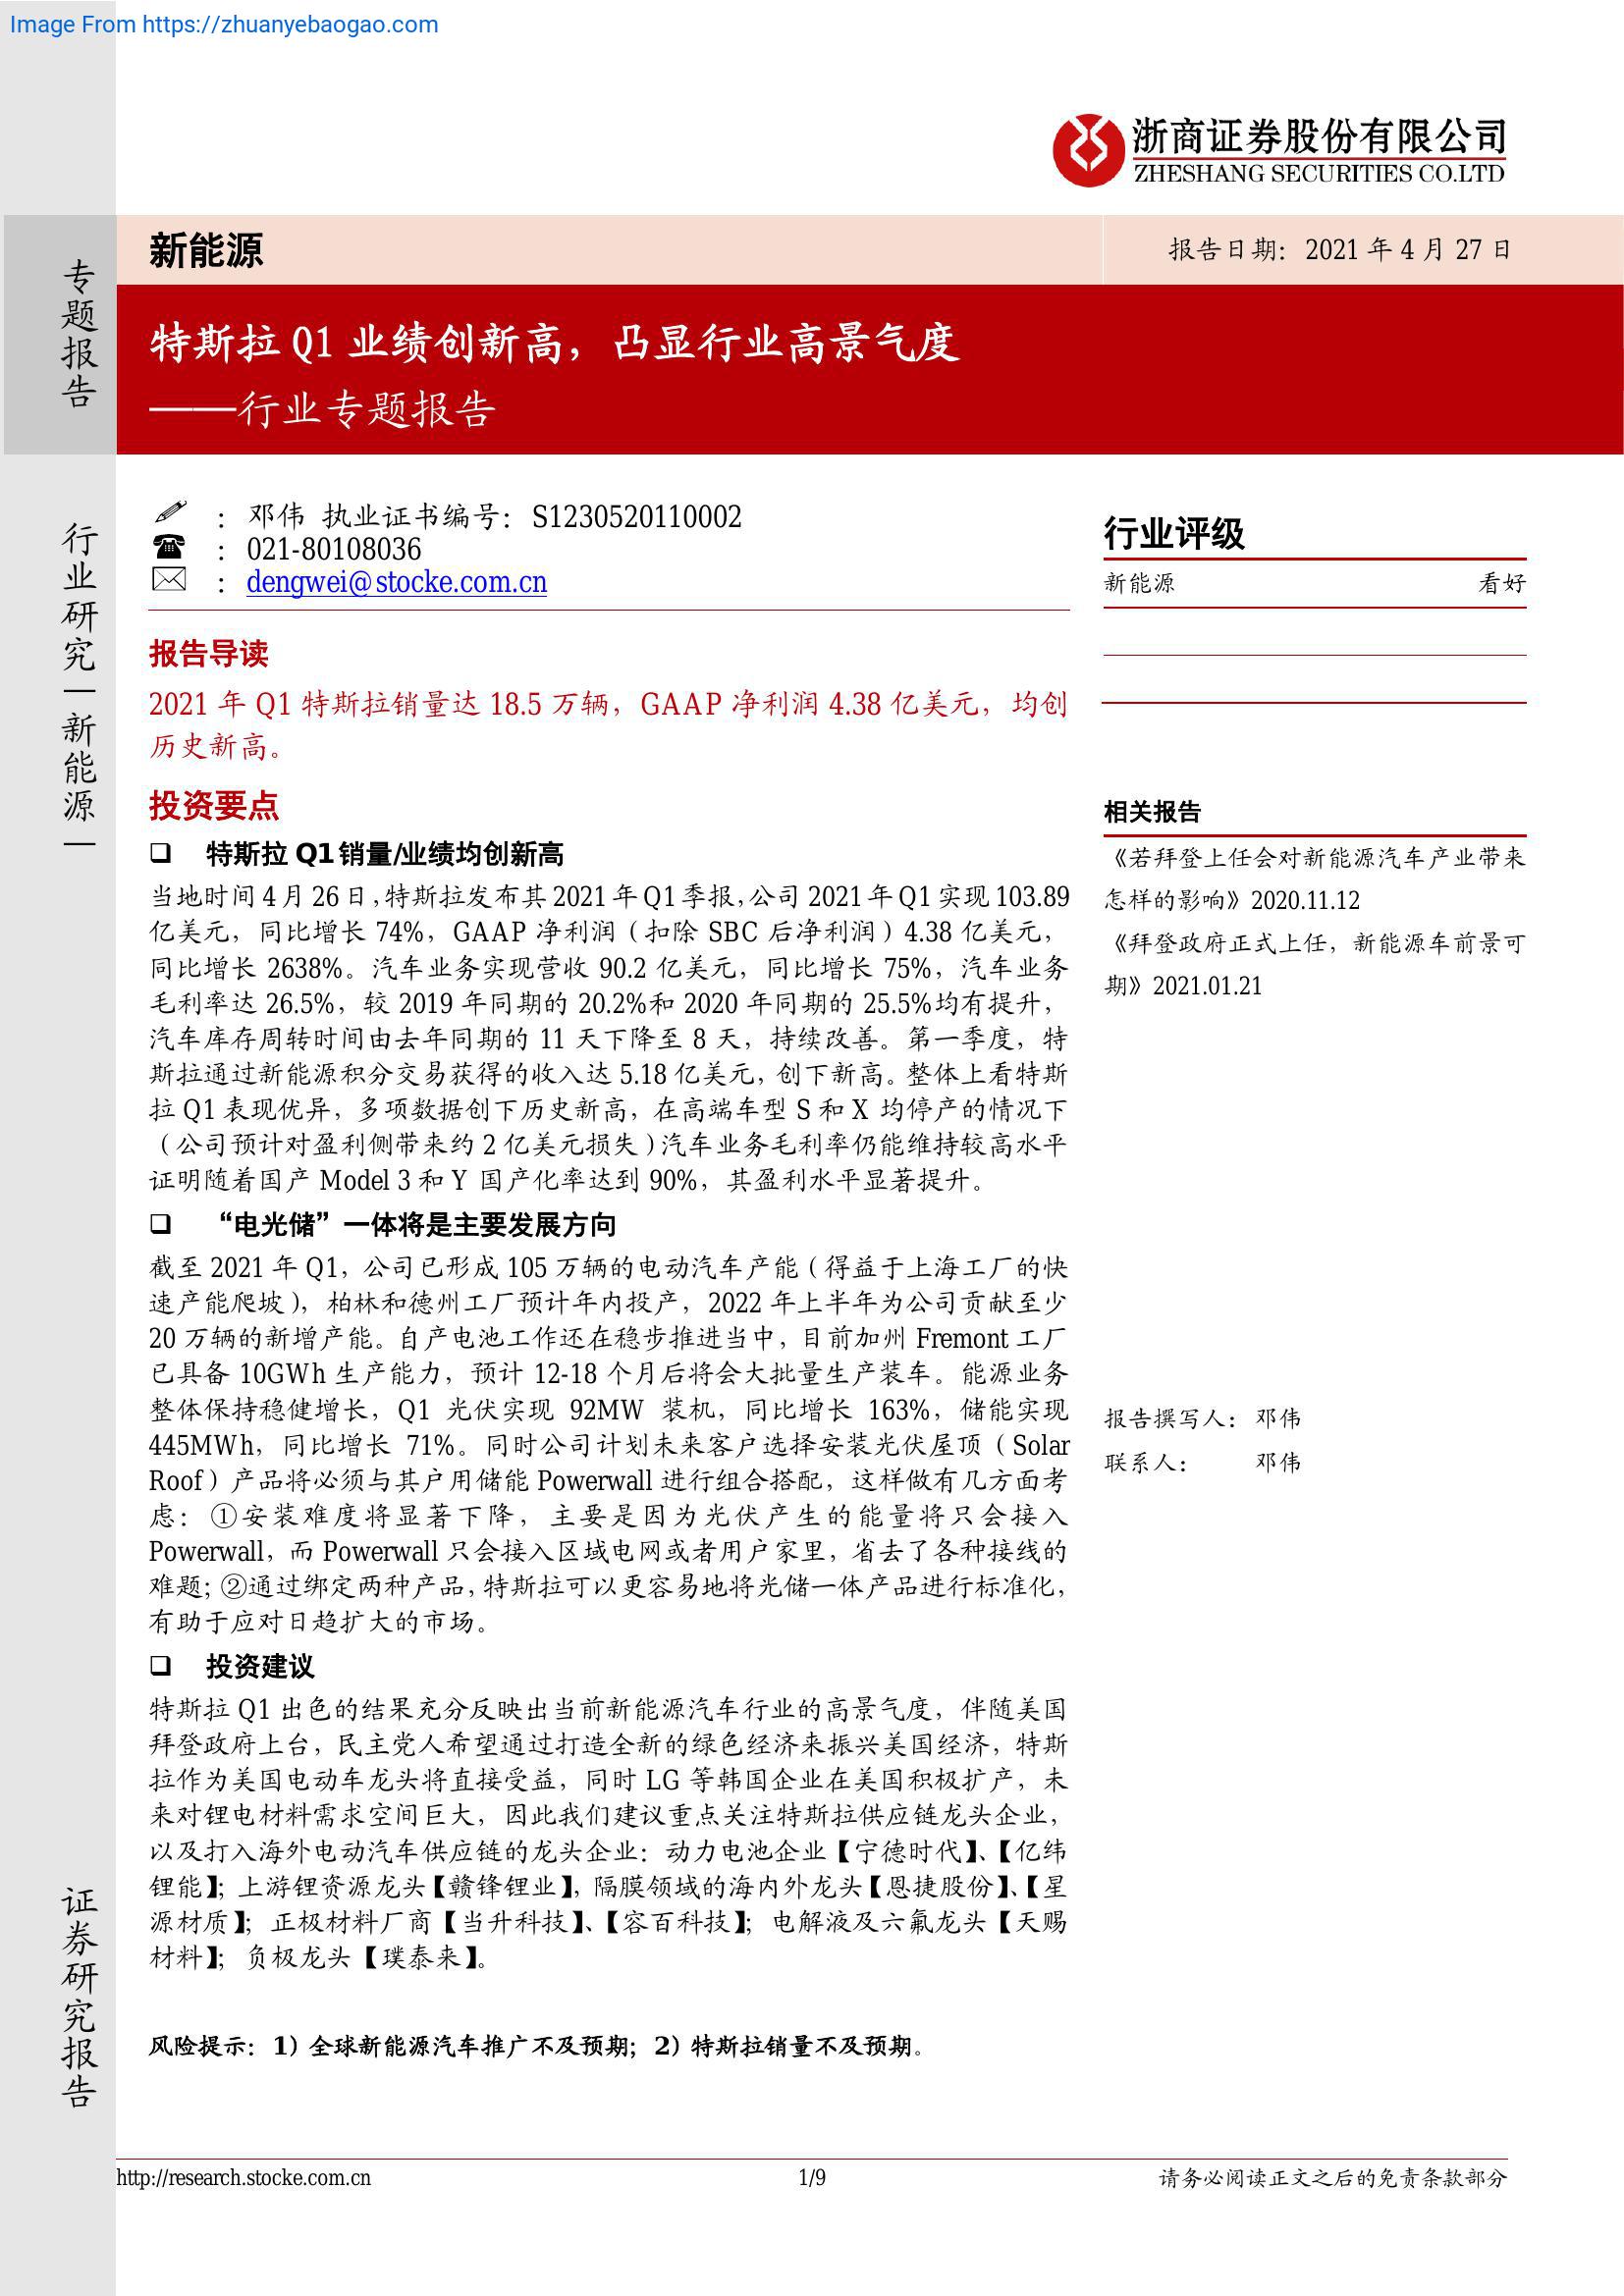 Image From https://zhuanyebaogao.com
浙商证券股份有限公司
ZHESHANG SECURITIES CO.LTD
专题报告
新能源
报告日期：2021 年 4 月 27 日
特斯拉 Q1 业绩创新高，凸显行业高景气度
——行业专题报告
行业研究—新能源—
： 邓伟 执业证书编号：S1230520110002
： 021-80108036
： dengwei@stocke.com.cn
报告导读
2021 年 Q1 特斯拉销量达 18.5 万辆，GAAP 净利润 4.38 亿美元，均创
历史新高。
投资要点
❑ 特斯拉 Q1 销量/业绩均创新高
当地时间 4 月 26 日，特斯拉发布其 2021 年 Q1 季报，公司 2021 年 Q1 实现 103.89
亿美元，同比增长 74%，GAAP 净利润（扣除 SBC 后净利润）4.38 亿美元，
同比增长 2638%。汽车业务实现营收 90.2 亿美元，同比增长 75%，汽车业务
毛利率达 26.5%，较 2019 年同期的 20.2%和 2020 年同期的 25.5%均有提升，
汽车库存周转时间由去年同期的 11 天下降至 8 天，持续改善。第一季度，特
斯拉通过新能源积分交易获得的收入达 5.18 亿美元，创下新高。整体上看特斯
拉 Q1 表现优异，多项数据创下历史新高，在高端车型 S 和 X 均停产的情况下
（公司预计对盈利侧带来约 2 亿美元损失）汽车业务毛利率仍能维持较高水平
证明随着国产 Model 3 和 Y 国产化率达到 90%，其盈利水平显著提升。
❑ “电光储”一体将是主要发展方向
截至 2021 年 Q1，公司已形成 105 万辆的电动汽车产能（得益于上海工厂的快
速产能爬坡），柏林和德州工厂预计年内投产，2022 年上半年为公司贡献至少
20 万辆的新增产能。自产电池工作还在稳步推进当中，目前加州 Fremont 工厂
已具备 10GWh 生产能力，预计 12-18 个月后将会大批量生产装车。能源业务
整体保持稳健增长，Q1 光伏实现 92MW 装机，同比增长 163%，储能实现
445MWh，同比增长 71%。同时公司计划未来客户选择安装光伏屋顶（Solar
Roof）产品将必须与其户用储能 Powerwall 进行组合搭配，这样做有几方面考
虑：①安装难度将显著下降，主要是因为光伏产生的能量将只会接入
Powerwall，而 Powerwall 只会接入区域电网或者用户家里，省去了各种接线的
难题；②通过绑定两种产品，特斯拉可以更容易地将光储一体产品进行标准化，
有助于应对日趋扩大的市场。
❑ 投资建议
特斯拉 Q1 出色的结果充分反映出当前新能源汽车行业的高景气度，伴随美国
拜登政府上台，民主党人希望通过打造全新的绿色经济来振兴美国经济，特斯
拉作为美国电动车龙头将直接受益，同时 LG 等韩国企业在美国积极扩产，未
来对锂电材料需求空间巨大，因此我们建议重点关注特斯拉供应链龙头企业，
以及打入海外电动汽车供应链的龙头企业：动力电池企业【宁德时代】、【亿纬
锂能】；上游锂资源龙头【赣锋锂业】，隔膜领域的海内外龙头【恩捷股份】、【星
源材质】；正极材料厂商【当升科技】、【容百科技】；电解液及六氟龙头【天赐
材料】；负极龙头【璞泰来】。
风险提示：1）全球新能源汽车推广不及预期；2）特斯拉销量不及预期。
行业评级
新能源 看好
相关报告
《若拜登上任会对新能源汽车产业带来
怎样的影响》2020.11.12
《拜登政府正式上任，新能源车前景可
期》2021.01.21
报告撰写人： 邓伟
联系人： 邓伟
证券研究报告
http://research.stocke.com.cn 1/9 请务必阅读正文之后的免责条款部分